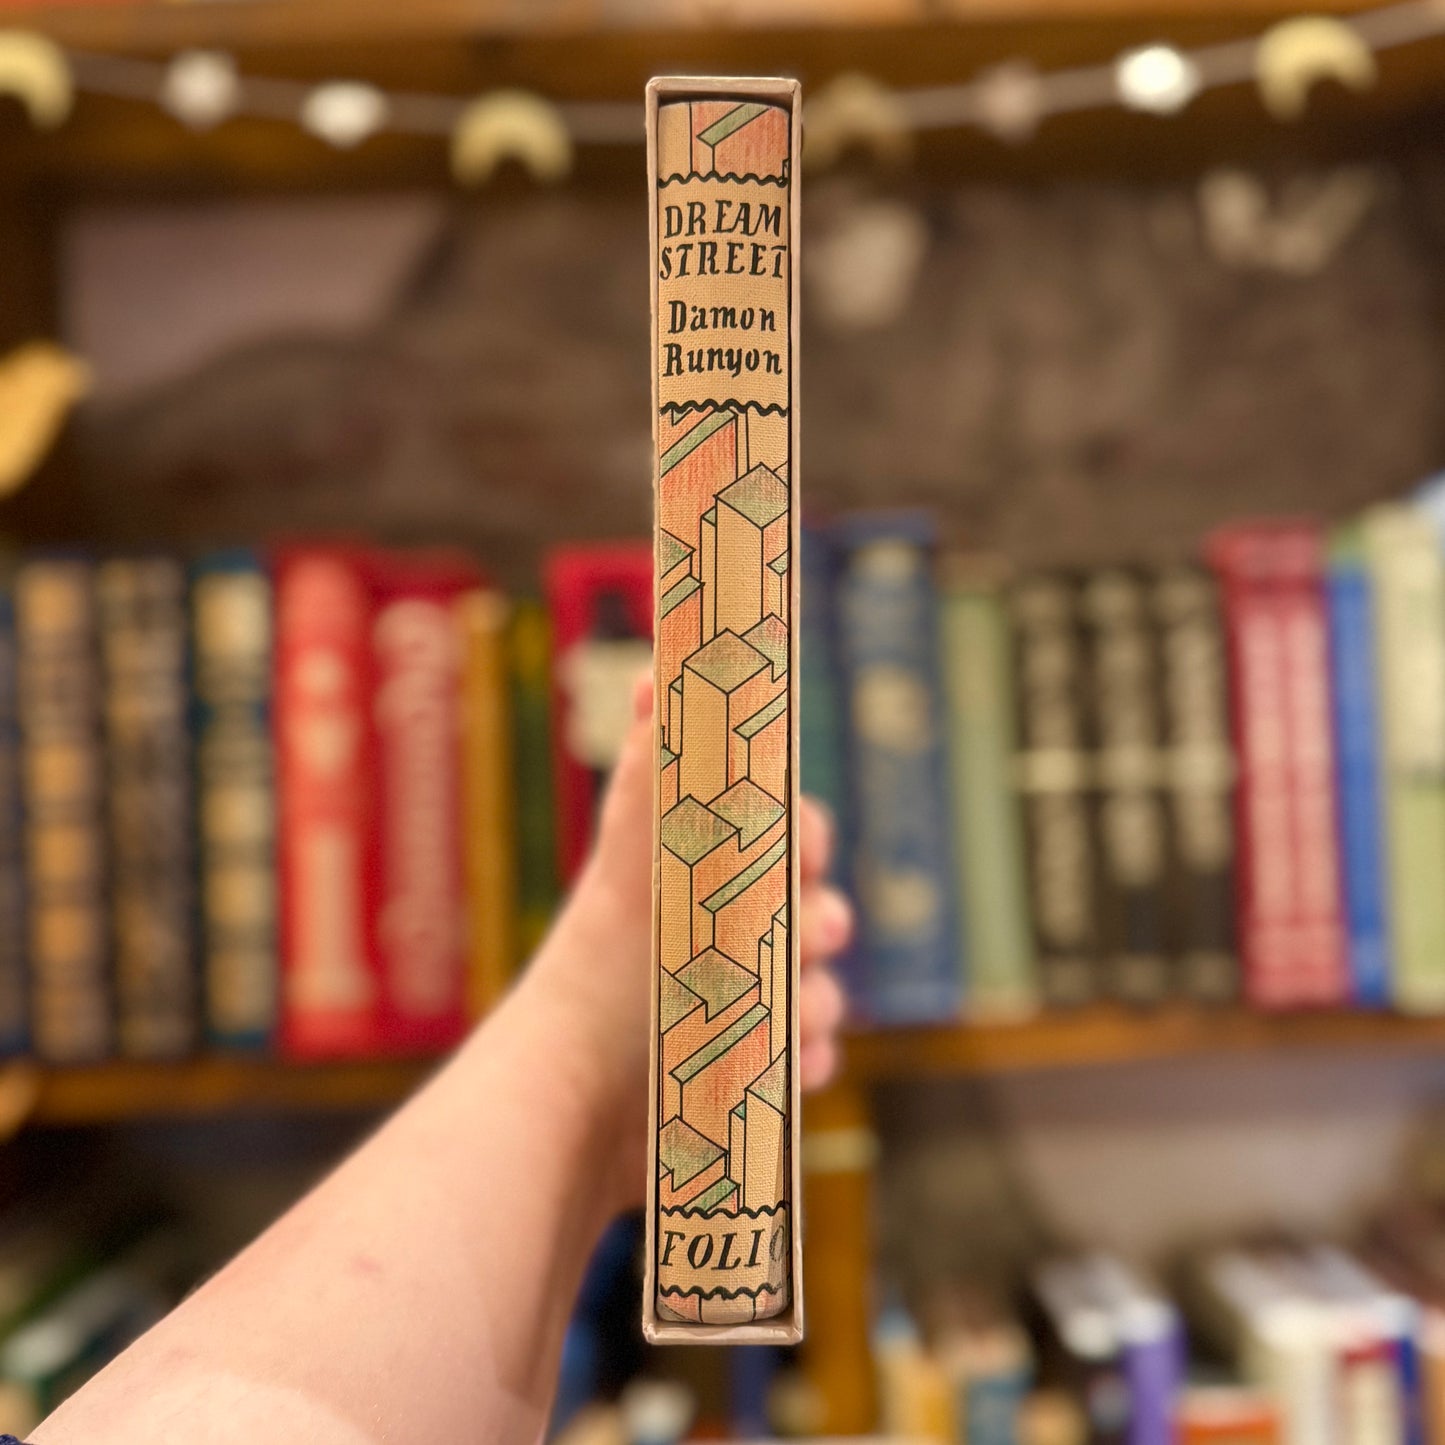 DREAM
STREET
Damon
Runyon
FOLIO